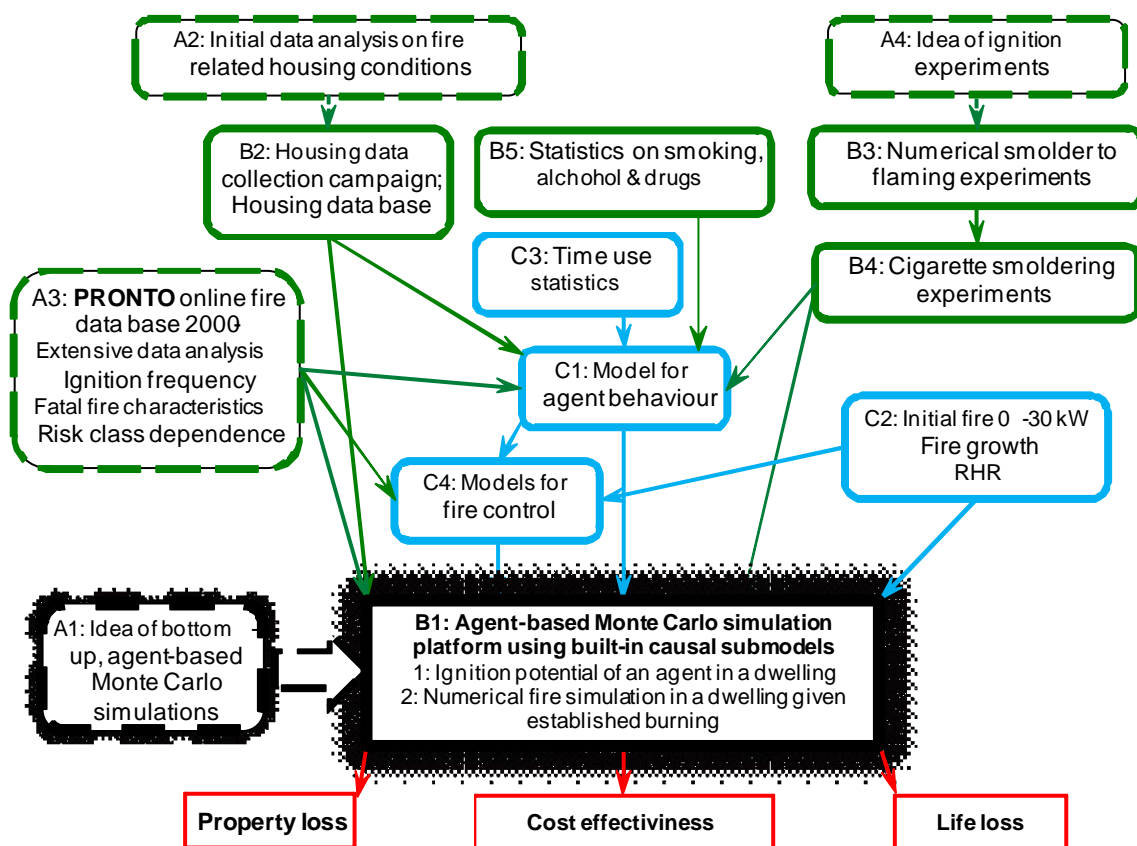 A2: Initial data analysis on fire
related housing conditions
A4: Idea of ignition
experiments
B2: Housing data
collection campaign;
Housing data base
B5: Statistics on smoking,
alchohol & drugs
B3: Numerical smolder to
flaming experiments
C3: Time use
statistics
B4: Cigarette smoldering
experiments
A3: PRONTO online fire
data base 2000-
Extensive data analysis
Ignition frequency
Fatal fire characteristics
Risk class dependence
C1: Model for
agent behaviour
C2: Initial fire 0 -30 kW
Fire growth
RHR
C4: Models for
fire control
A1: Idea of bottom -
up, agent-based
Monte Carlo
simulations
B1: Agent-based Monte Carlo simulation
platform using built-in causal submodels
1: Ignition potential of an agent in a dwelling
2: Numerical fire simulation in a dwelling given
established burning
Property loss
Cost effectiviness
Life loss